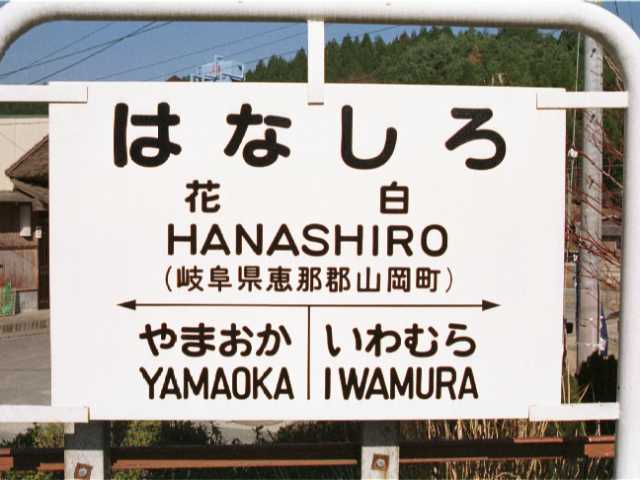 はなしろ
花白
HANASHIRO
(岐阜県恵那郡山岡町)
やまおか いわむら
YAMAOKA IWAMURA